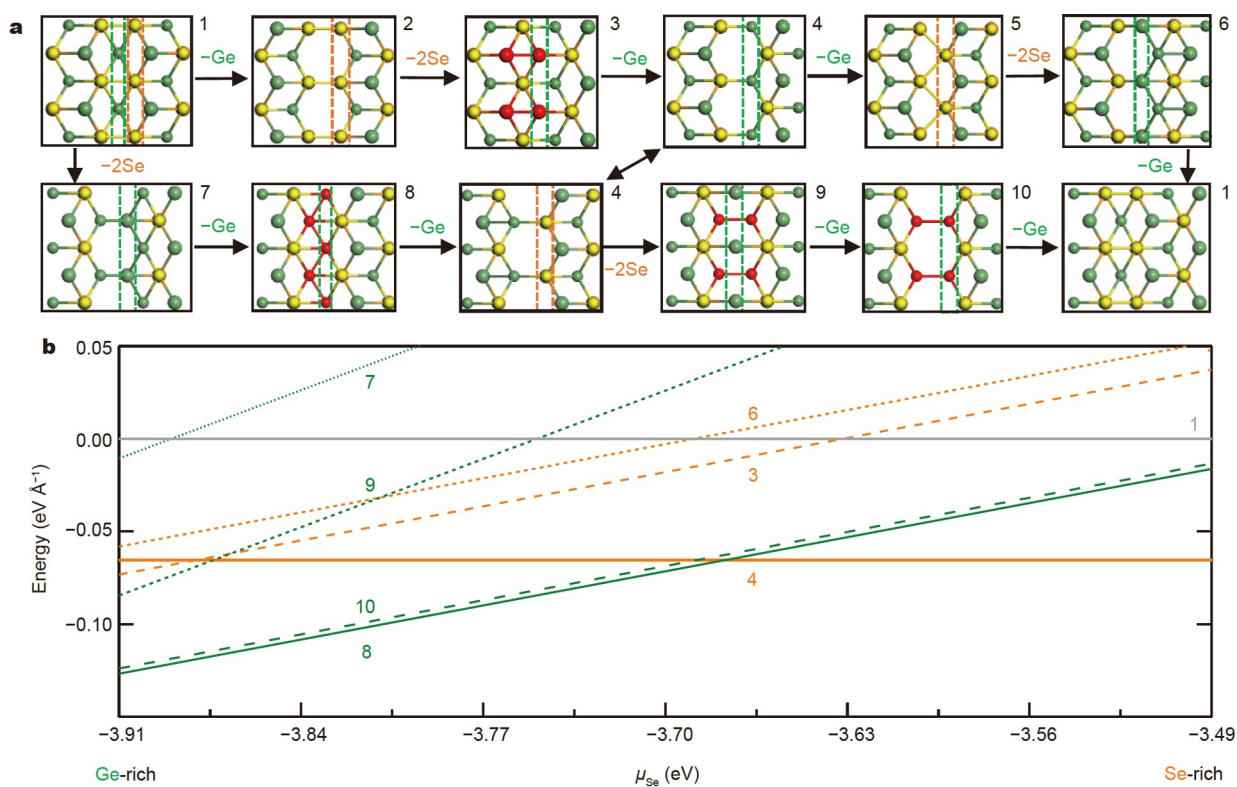 a
1
−Ge
2
−2Se
3
−Ge
4
−Ge
5
−2Se
6
−2Se
−Ge
7
−Ge
8
−Ge
4
−2Se
9
−Ge
10
−Ge
1
b
0.05
0.00
−0.05
−0.10
Energy (eV Å⁻¹)
7
9
10
8
6
3
4
1
−3.91
−3.84
−3.77
−3.70
−3.63
−3.56
−3.49
Ge-rich
μSe (eV)
Se-rich